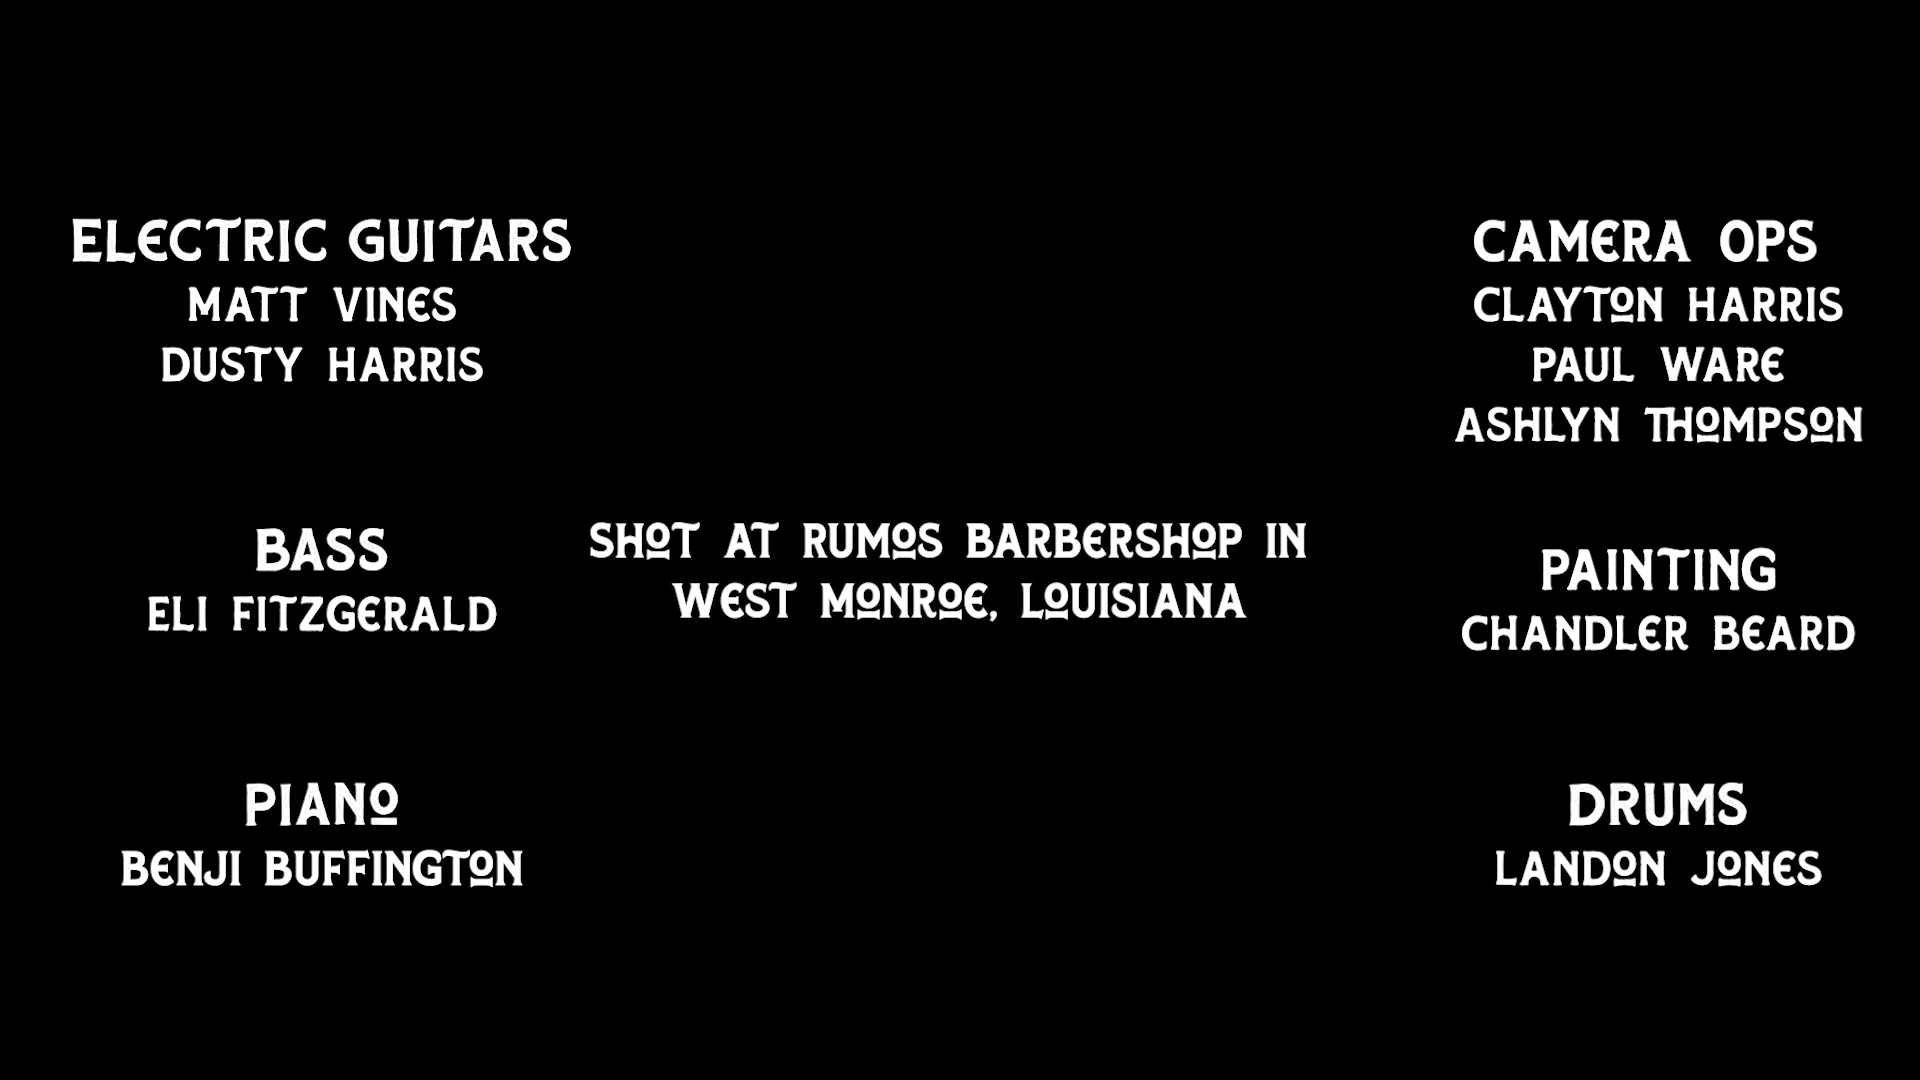 ELECTRIC GUITARS
MATT VINES
DUSTY HARRIS
BASS
ELI FITZGERALD
PIANO
BENJI BUFFINGTON
SHOT AT RUMOS BARBERSHOP IN
WEST MONROE, LOUISIANA
CAMERA OPS
CLAYTON HARRIS
PAUL WARE
ASHLYN THOMPSON
PAINTING
CHANDLER BEARD
DRUMS
LANDON JONES